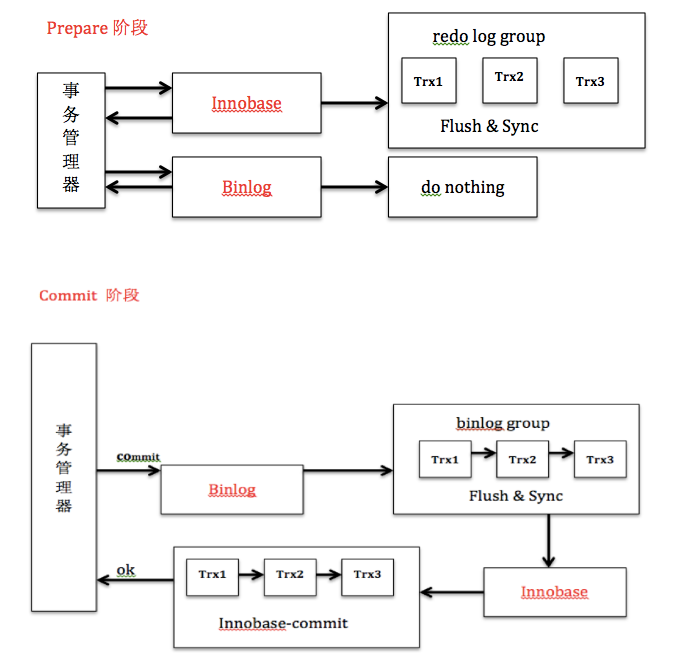 Prepare 阶段
redo log group
Trx1 Trx2 Trx3
Flush & Sync
事务管理器
Innobase
Binlog
do nothing
Commit 阶段
事务管理器
commit
Binlog
binlog group
Trx1 Trx2 Trx3
Flush & Sync
Innobase
Trx1 Trx2 Trx3
Innobase-commit
ok